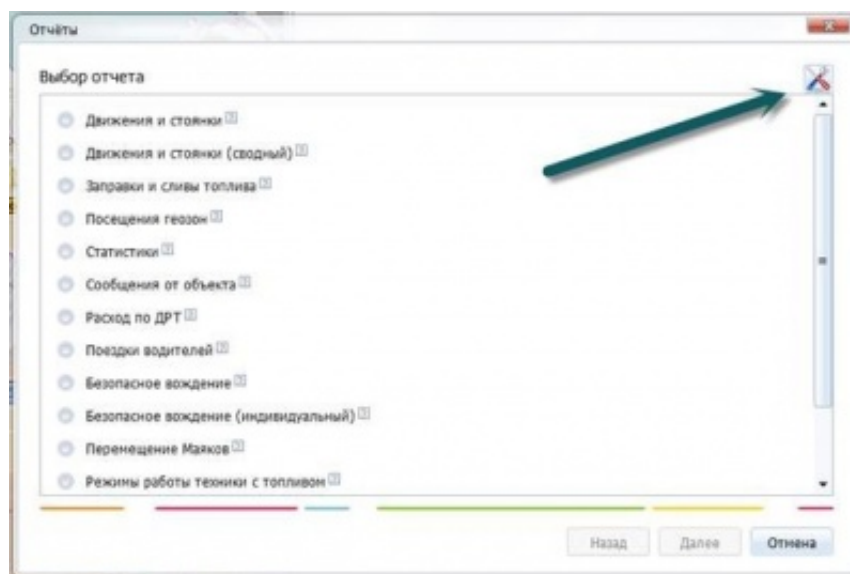 Отчёты
Выбор отчета
Движения и стоянки
Движения и стоянки (сводный)
Заправки и сливы топлива
Посещения геозон
Статистики
Сообщения от объекта
Расход по ДРТ
Поездки водителей
Безопасное вождение
Безопасное вождение (индивидуальный)
Перемещение Маяков
Режимы работы техники с топливом
Назад Далее Отмена